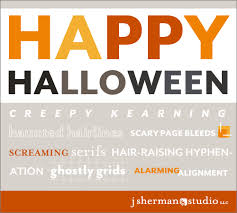 HAPPY
HALLOWEEN
CREEPY KEARNING
haunted hairlines SCARY PAGE BLEEDS
SCREAMING serifs HAIR-RAISING HYPHEN-
ATION ghostly grids ALARMING ALIGNMENT
j sherman studio LLC